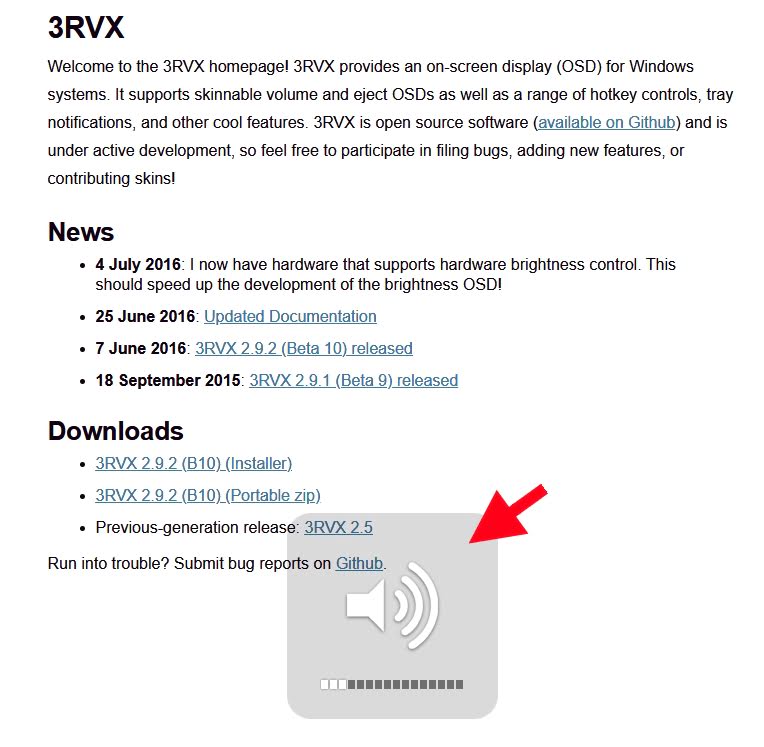 3RVX
Welcome to the 3RVX homepage! 3RVX provides an on-screen display (OSD) for Windows
systems. It supports skinnable volume and eject OSDs as well as a range of hotkey controls, tray
notifications, and other cool features. 3RVX is open source software (available on Github) and is
under active development, so feel free to participate in filing bugs, adding new features, or
contributing skins!
News
• 4 July 2016: I now have hardware that supports hardware brightness control. This
should speed up the development of the brightness OSD!
• 25 June 2016: Updated Documentation
• 7 June 2016: 3RVX 2.9.2 (Beta 10) released
• 18 September 2015: 3RVX 2.9.1 (Beta 9) released
Downloads
• 3RVX 2.9.2 (B10) (Installer)
• 3RVX 2.9.2 (B10) (Portable zip)
• Previous-generation release: 3RVX 2.5
Run into trouble? Submit bug reports on Github.